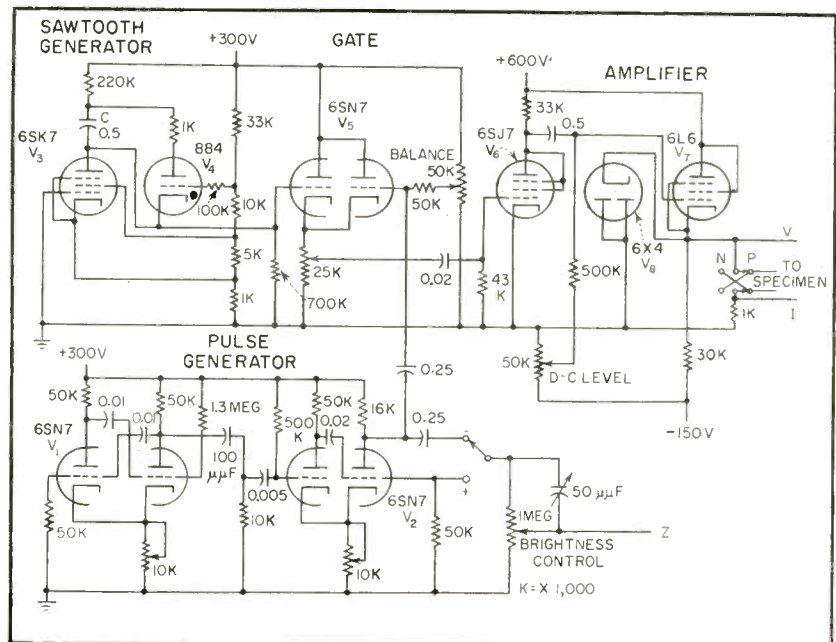 SAWTOOTH
GENERATOR
+300V
GATE
+600V
AMPLIFIER
220K
C
0.5
6SK7
V3
1K
884
V4
33K
100K
10K
5K
1K
6SN7
V5
BALANCE
50K
50K
25K
700K
0.02
6SJ7
V6
33K
0.5
43
K
6X4
V8
500K
6L6
V7
V
N P
TO
SPECIMEN
I
1K
50K
D-C LEVEL
30K
-150V
PULSE
GENERATOR
+300V
50K
0.01
0.01
50K
1.3 MEG
6SN7
V1
50K
10K
100
μμF
0.005
10K
500
K
50K
0.02
16K
0.25
0.25
6SN7
V2
10K
50K
-
+
1MEG
BRIGHTNESS
CONTROL
50 μμF
Z
K = X 1,000